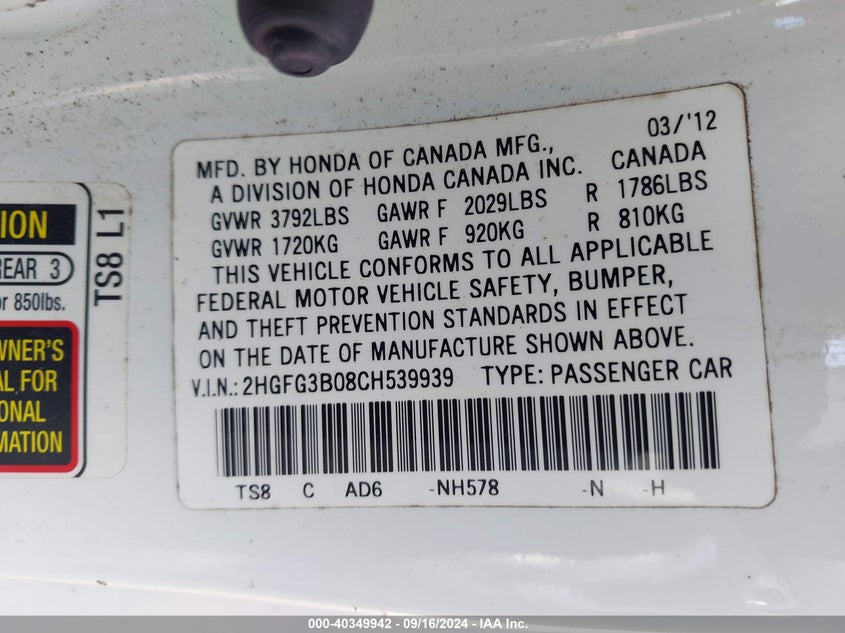 03/'12
MFD. BY HONDA OF CANADA MFG.,
A DIVISION OF HONDA CANADA INC. CANADA
GVWR 3792LBS GAWR F 2029LBS R 1786LBS
GVWR 1720KG GAWR F 920KG R 810KG
THIS VEHICLE CONFORMS TO ALL APPLICABLE
FEDERAL MOTOR VEHICLE SAFETY, BUMPER,
AND THEFT PREVENTION STANDARDS IN EFFECT
ON THE DATE OF MANUFACTURE SHOWN ABOVE.
V.I.N.: 2HGFG3B08CH539939 TYPE: PASSENGER CAR
TS8 C AD6 -NH578 -N -H
ION
REAR 3
or 850lbs.
WNER'S
AL FOR
IONAL
MATION
TS8 L1
000-40349942 - 09/16/2024 - IAA Inc.